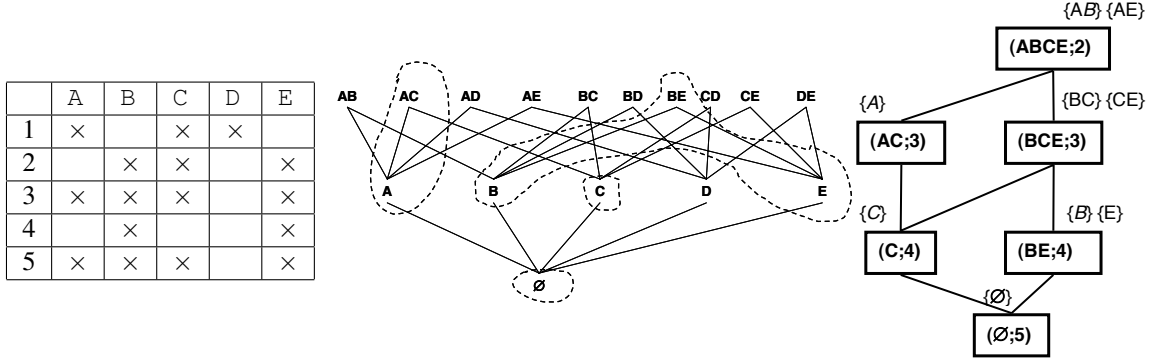 A B C D E
1 × × ×
2 × × ×
3 × × × ×
4 × ×
5 × × × ×
AB AC AD AE BC BD BE CD CE DE
A B C D E
Ø
{AB} {AE}
(ABCE;2)
{A} {BC} {CE}
(AC;3) (BCE;3)
{C} {B} {E}
(C;4) (BE;4)
{Ø}
(Ø;5)